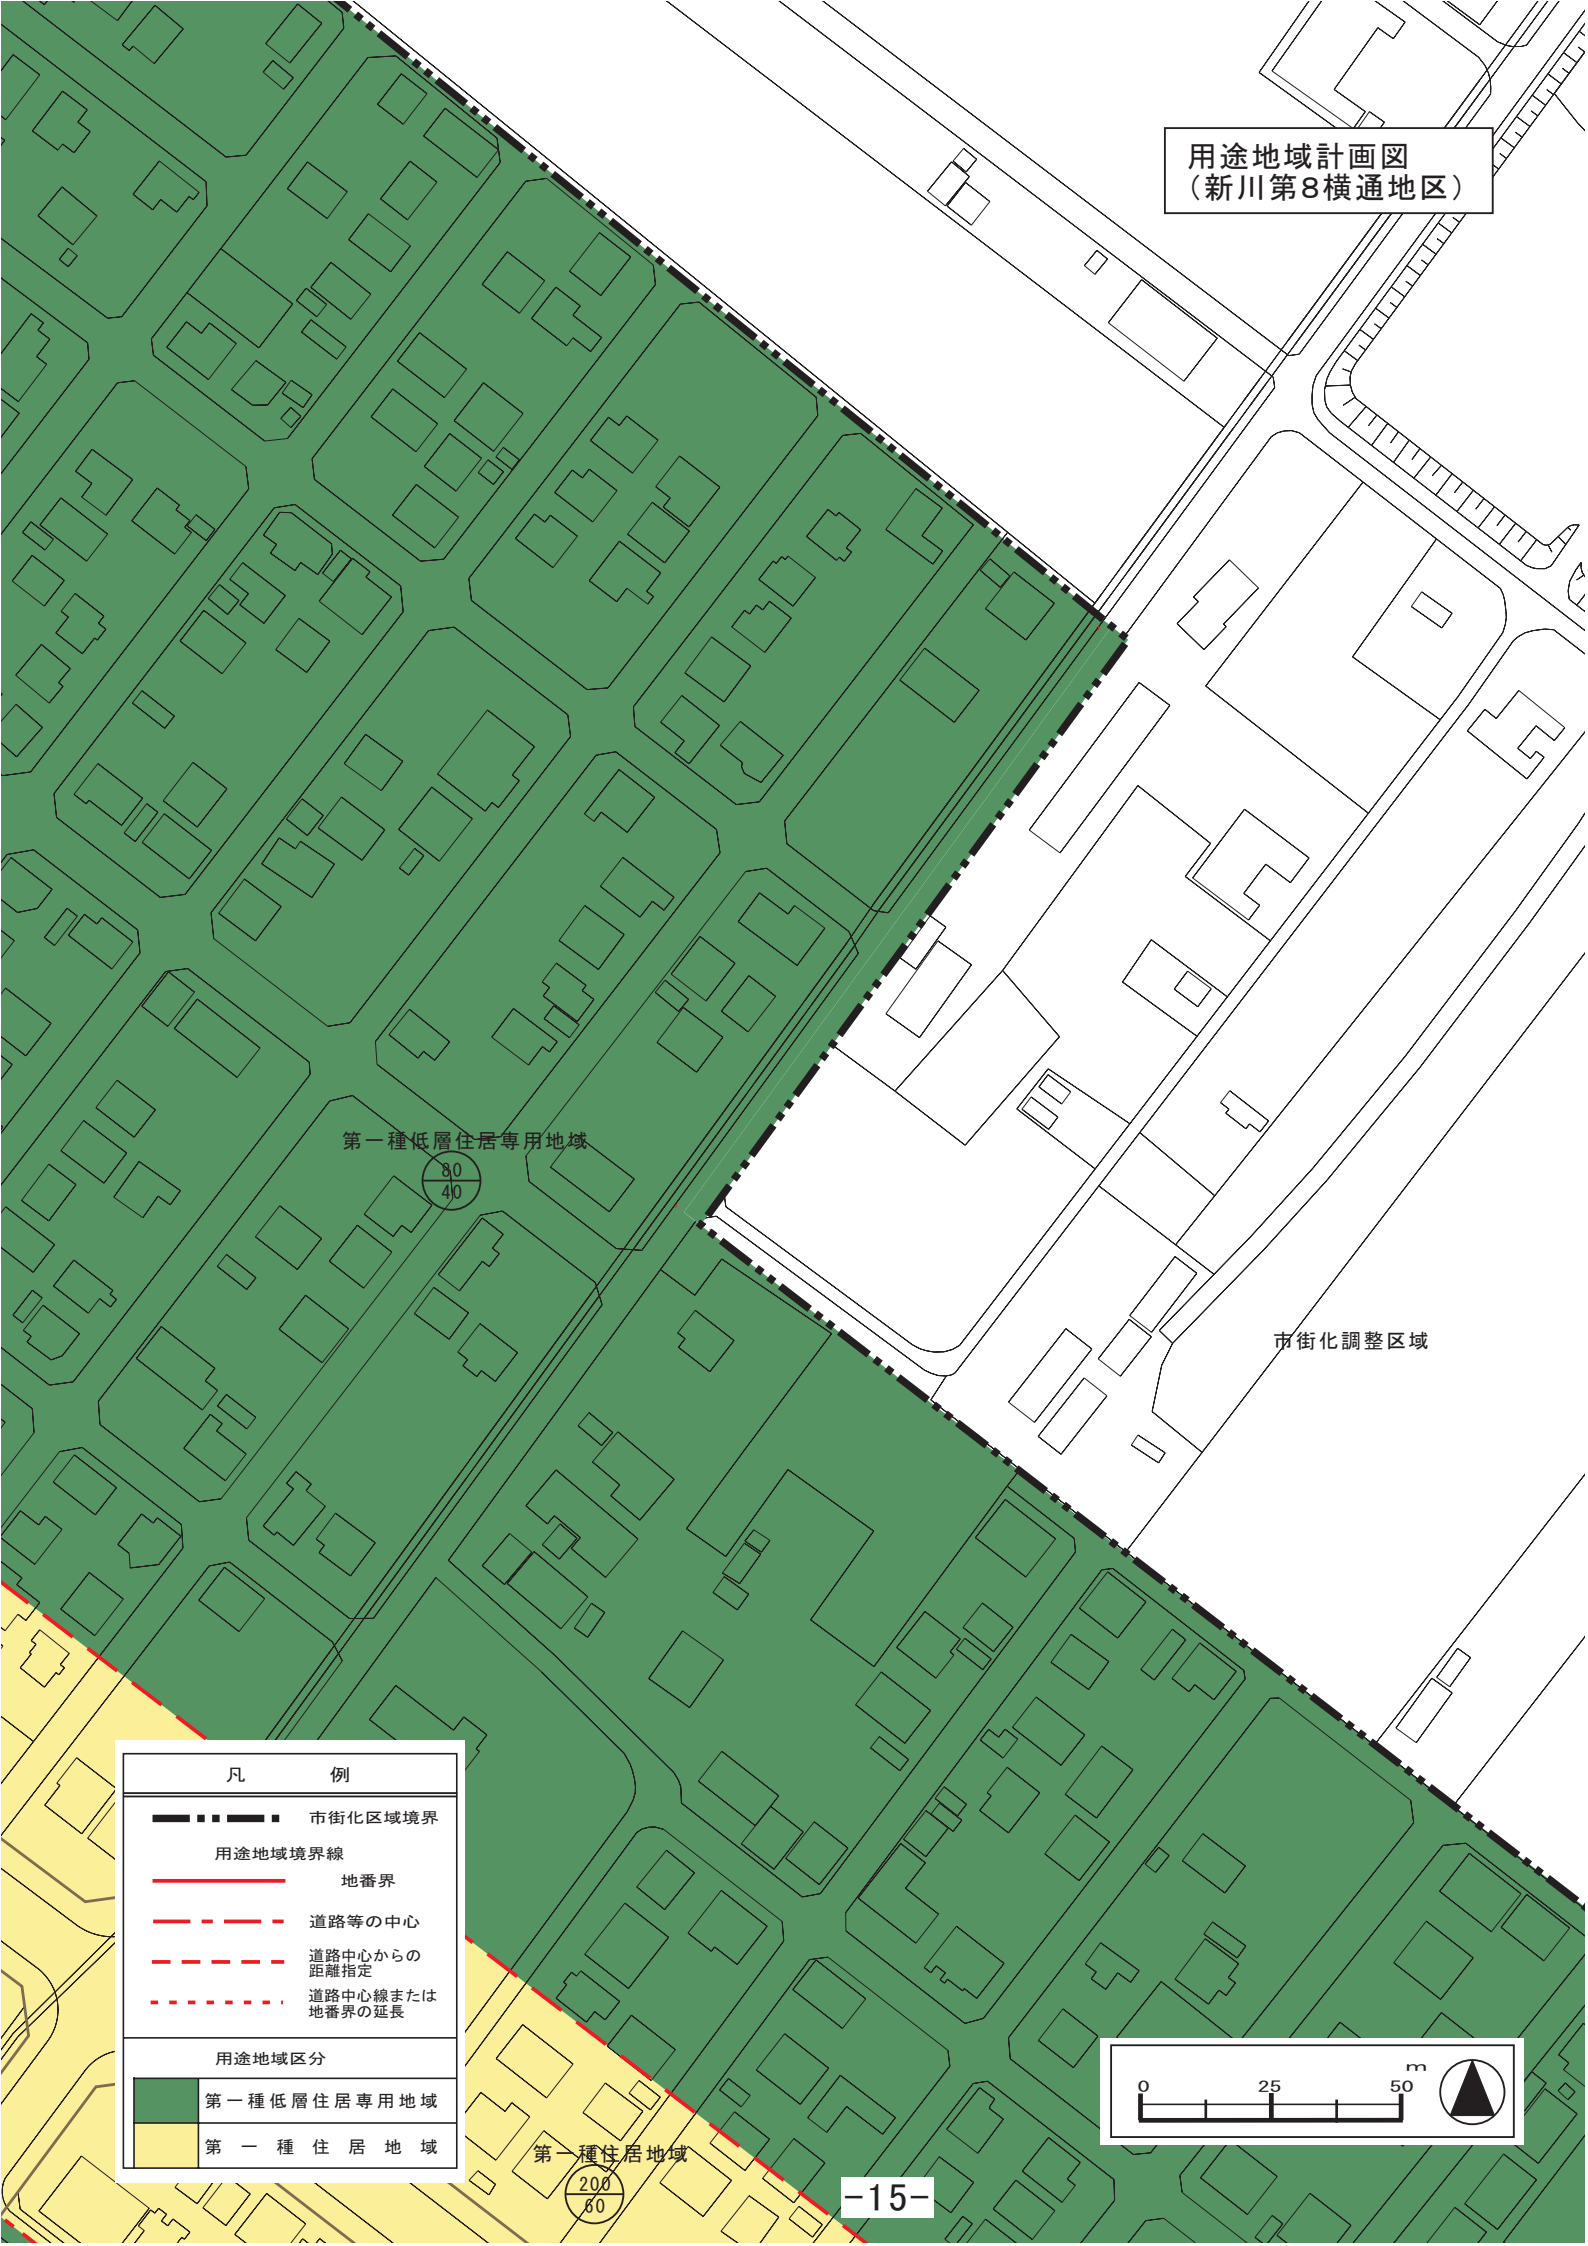 用途地域計画図
（新川第8横通地区）
第一種低層住居専用地域
80
40
市街化調整区域
凡　　例
市街化区域境界
用途地域境界線
地番界
道路等の中心
道路中心からの
距離指定
道路中心線または
地番界の延長
用途地域区分
第一種低層住居専用地域
第一種住居地域
第一種住居地域
200
60
m
0 25 50
-15-